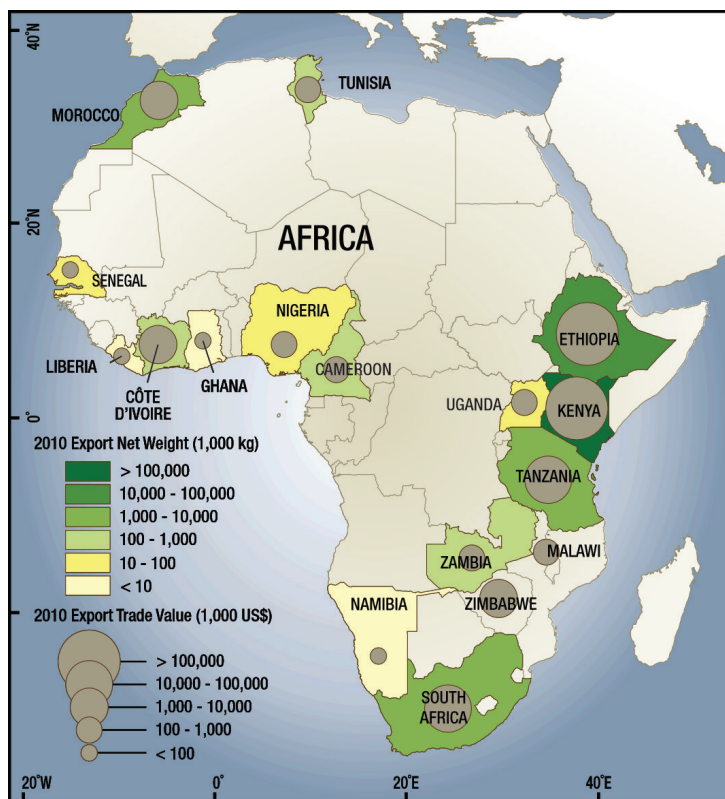 40°N
TUNISIA
MOROCCO
20°N
AFRICA
SENEGAL
NIGERIA
ETHIOPIA
LIBERIA
CAMEROON
GHANA
CÔTE
D'IVOIRE
UGANDA
KENYA
0°
2010 Export Net Weight (1,000 kg)
> 100,000
10,000 - 100,000
1,000 - 10,000
100 - 1,000
10 - 100
< 10
TANZANIA
MALAWI
ZAMBIA
NAMIBIA
ZIMBABWE
2010 Export Trade Value (1,000 US$)
> 100,000
10,000 - 100,000
1,000 - 10,000
100 - 1,000
< 100
SOUTH
AFRICA
20°W
0°
20°E
40°E